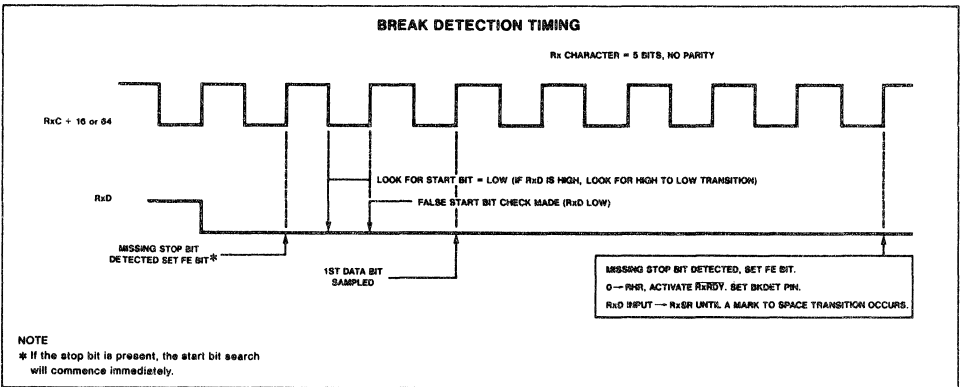 BREAK DETECTION TIMING
Rx CHARACTER = 5 BITS, NO PARITY
RxC ÷ 16 or 64
LOOK FOR START BIT = LOW (IF RxD IS HIGH, LOOK FOR HIGH TO LOW TRANSITION)
RxD
FALSE START BIT CHECK MADE (RxD LOW)
MISSING STOP BIT
DETECTED SET FE BIT*
1ST DATA BIT
SAMPLED
MISSING STOP BIT DETECTED, SET FE BIT.
0 → RHR, ACTIVATE RxRDY. SET BKDET PIN.
RxD INPUT → RxSR UNTIL A MARK TO SPACE TRANSITION OCCURS.
NOTE
* If the stop bit is present, the start bit search
will commence immediately.